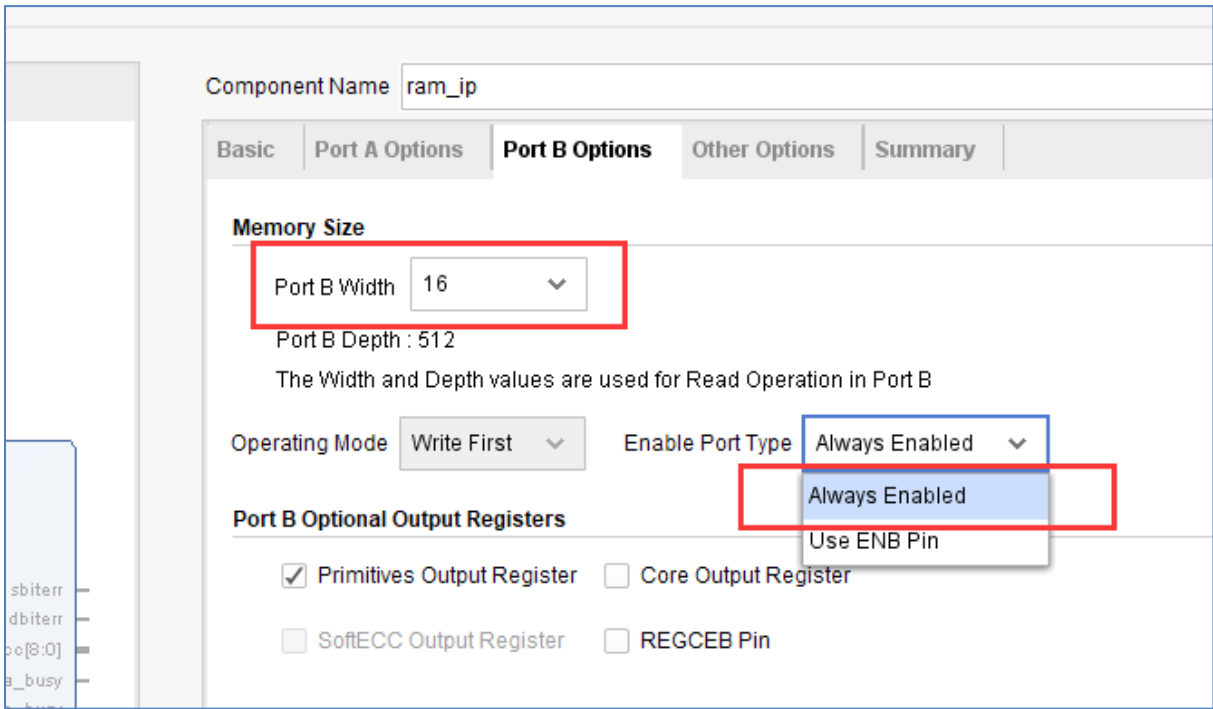 Component Name ram_ip
Basic Port A Options Port B Options Other Options Summary
Memory Size
Port B Width 16
Port B Depth : 512
The Width and Depth values are used for Read Operation in Port B
Operating Mode Write First Enable Port Type Always Enabled
Always Enabled
Use ENB Pin
Port B Optional Output Registers
Primitives Output Register Core Output Register
SoftECC Output Register REGCEB Pin
sbiterr
dbiterr
cc[8:0]
a_busy